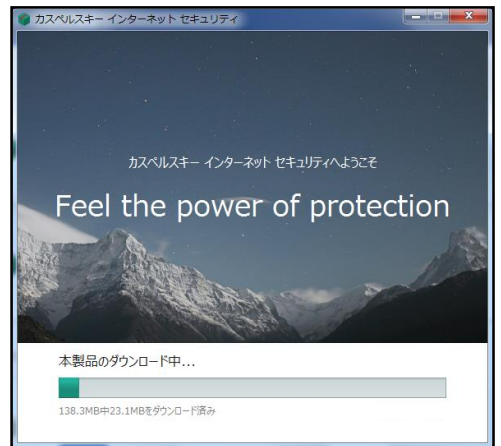 カスペルスキー インターネット セキュリティ
カスペルスキー インターネット セキュリティへようこそ
Feel the power of protection
本製品のダウンロード中...
138.3MB中23.1MBをダウンロード済み